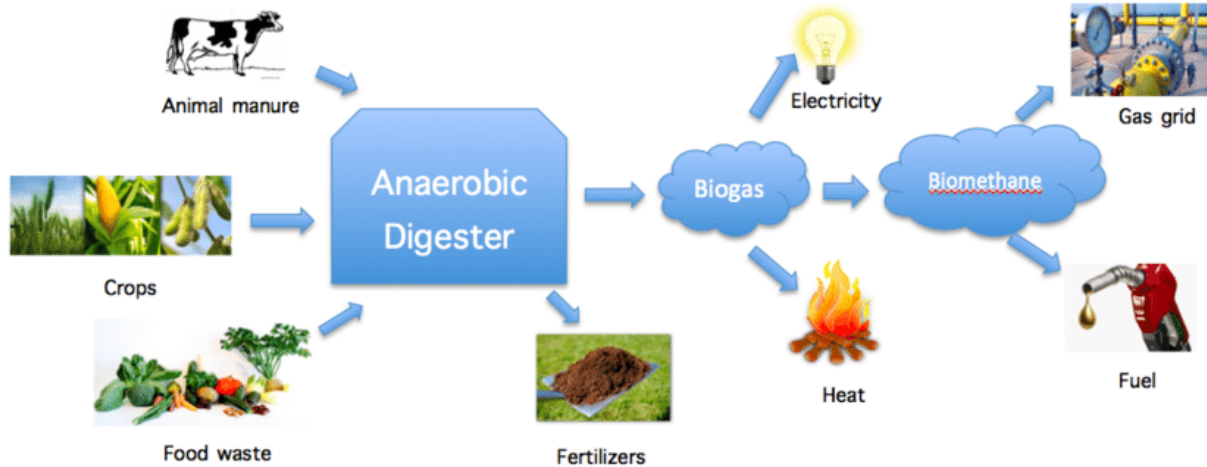 Animal manure
Crops
Food waste
Anaerobic
Digester
Fertilizers
Biogas
Electricity
Heat
Biomethane
Gas grid
Fuel